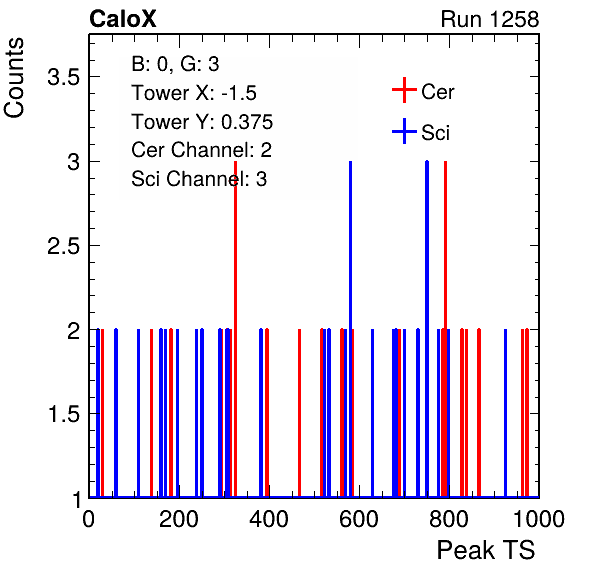 CaloX Run 1258
Counts
B: 0, G: 3
Tower X: -1.5
Tower Y: 0.375
Cer Channel: 2
Sci Channel: 3
Cer
Sci
3.5
3
2.5
2
1.5
1
0 200 400 600 800 1000
Peak TS